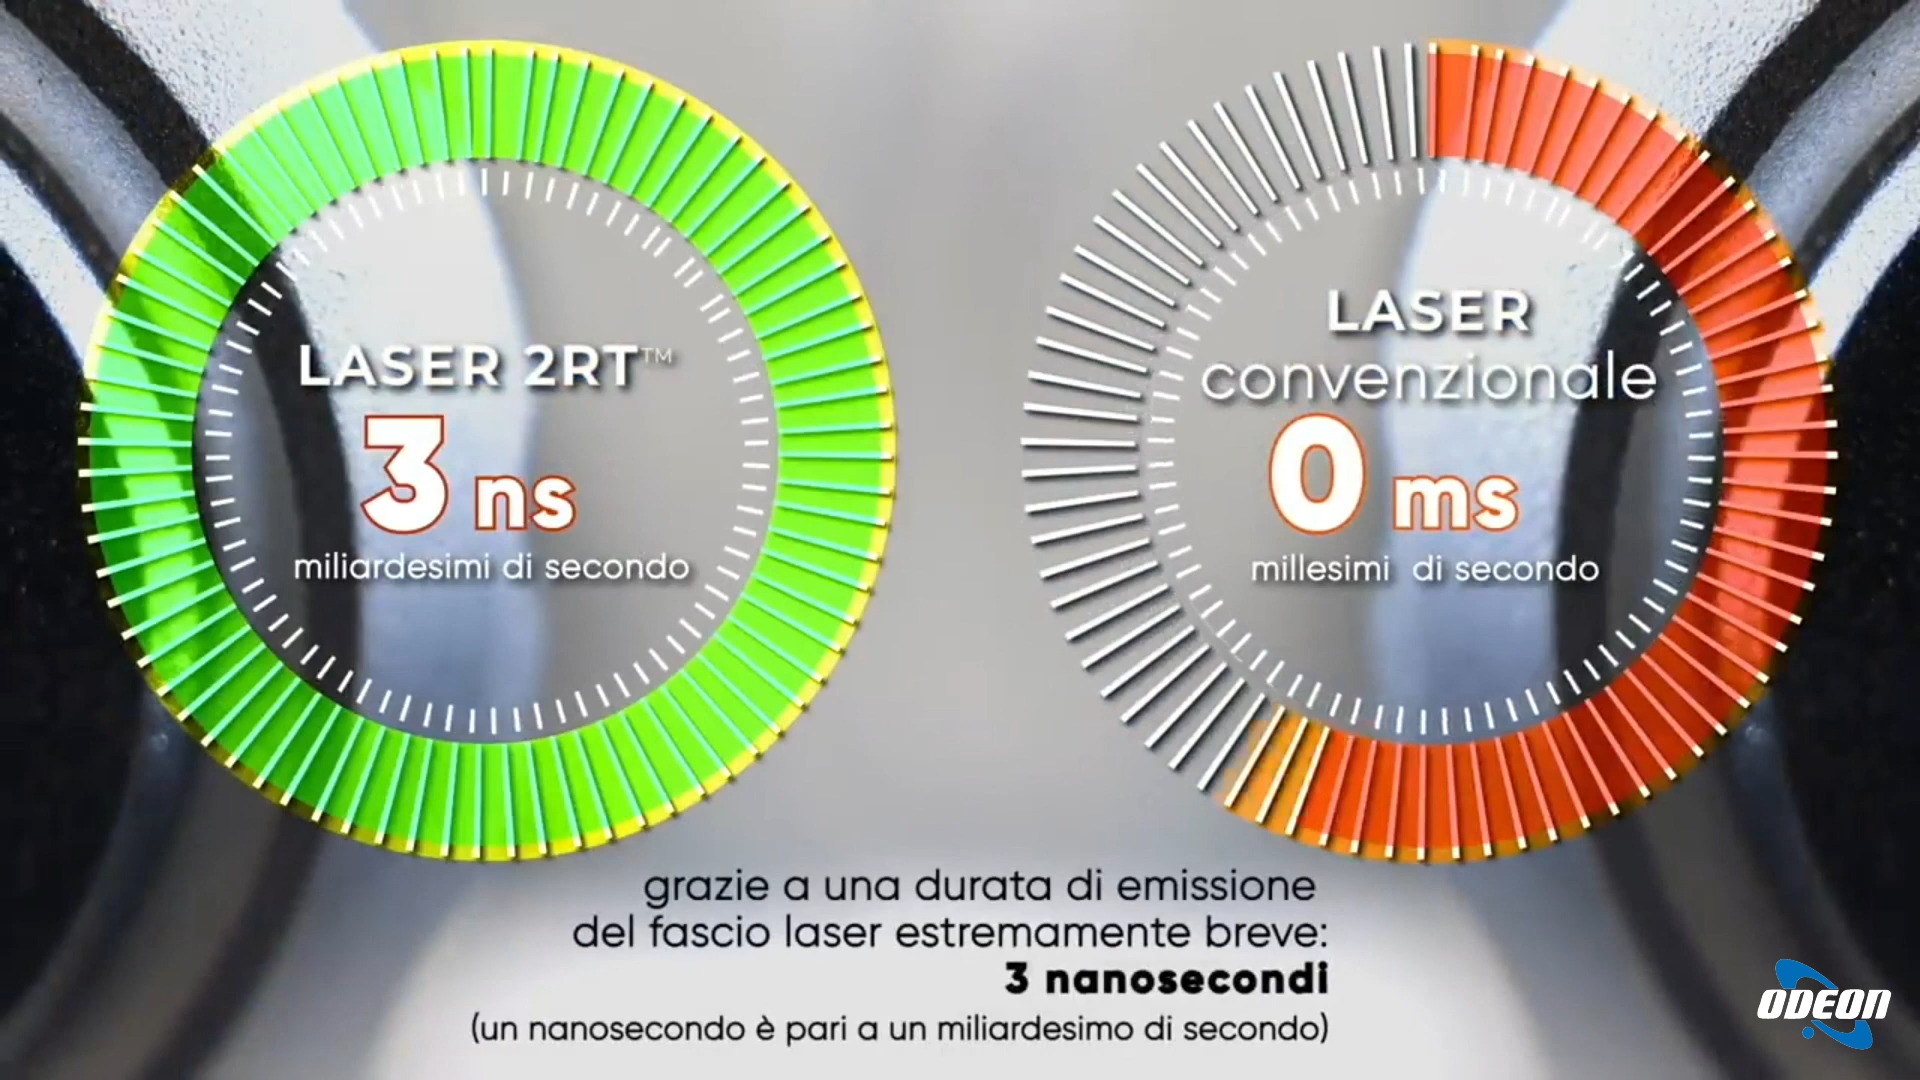 LASER 2RT™
3 ns
miliardesimi di secondo
LASER
convenzionale
0 ms
millesimi di secondo
grazie a una durata di emissione
del fascio laser estremamente breve:
3 nanosecondi
(un nanosecondo è pari a un miliardesimo di secondo)
ODEON